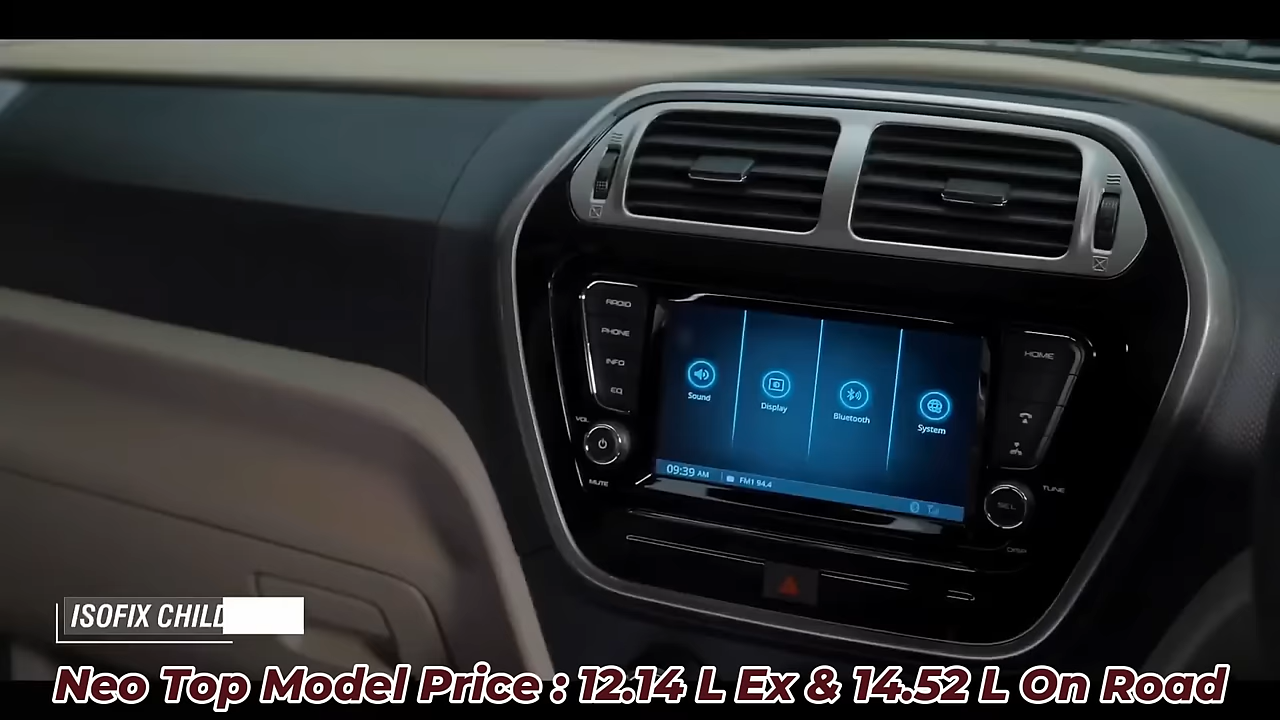 RADIO
PHONE
INFO
EQ
VOL
MUTE
HOME
TUNE
SEL
DISP
Sound
Display
Bluetooth
System
09:39 AM
FM1 94.4
ISOFIX CHILD
Neo Top Model Price : 12.14 L Ex & 14.52 L On Road